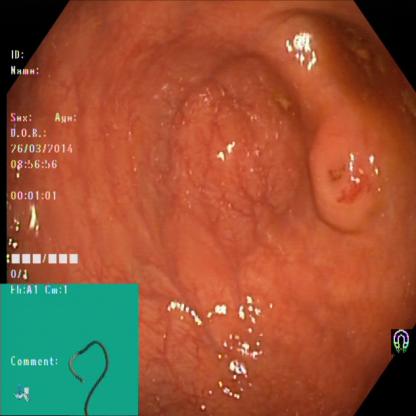 ID:
Name:
Sex: Age:
D.O.B.:
26/03/2014
08:56:56
00:01:01
■■■/■■■
0/1
Eh:A1 Cm:1
Comment: